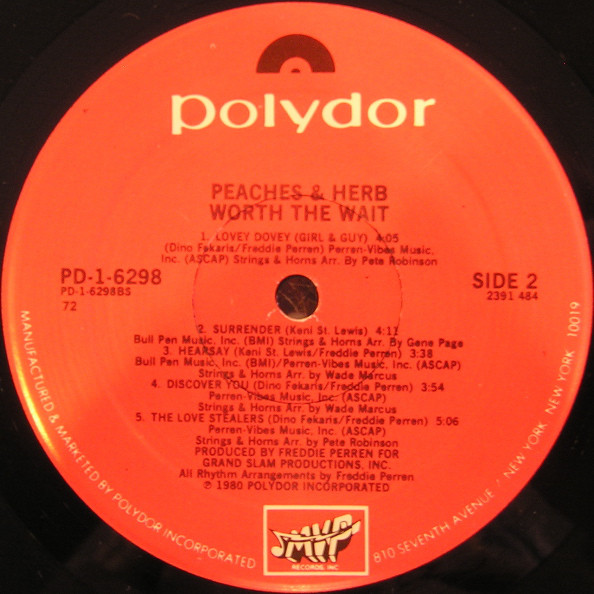 polydor
PEACHES & HERB
WORTH THE WAIT
1. LOVEY DOVEY (GIRL & GUY) 4:05
(Dino Fekaris/Freddie Perren) Perren-Vibes Music,
Inc. (ASCAP) Strings & Horns Arr. By Pete Robinson
PD-1-6298
PD-1-6298BS
72
SIDE 2
2391 484
2. SURRENDER (Keni St. Lewis) 4:11
Bull Pen Music, Inc. (BMI) Strings & Horns Arr. By Gene Page
3. HEARSAY (Keni St. Lewis/Freddie Perren) 3:38
Bull Pen Music, Inc. (BMI)/Perren-Vibes Music, Inc. (ASCAP)
Strings & Horns Arr. by Wade Marcus
4. DISCOVER YOU (Dino Fekaris/Freddie Perren) 3:54
Perren-Vibes Music, Inc. (ASCAP)
Strings & Horns Arr. by Wade Marcus
5. THE LOVE STEALERS (Dino Fekaris/Freddie Perren) 5:06
Perren-Vibes Music, Inc. (ASCAP)
Strings & Horns Arr. by Pete Robinson
PRODUCED BY FREDDIE PERREN FOR
GRAND SLAM PRODUCTIONS, INC.
All Rhythm Arrangements by Freddie Perren
℗ 1980 POLYDOR INCORPORATED
MVP
RECORDS, INC
MANUFACTURED & MARKETED BY POLYDOR INCORPORATED
810 SEVENTH AVENUE / NEW YORK, NEW YORK 10019